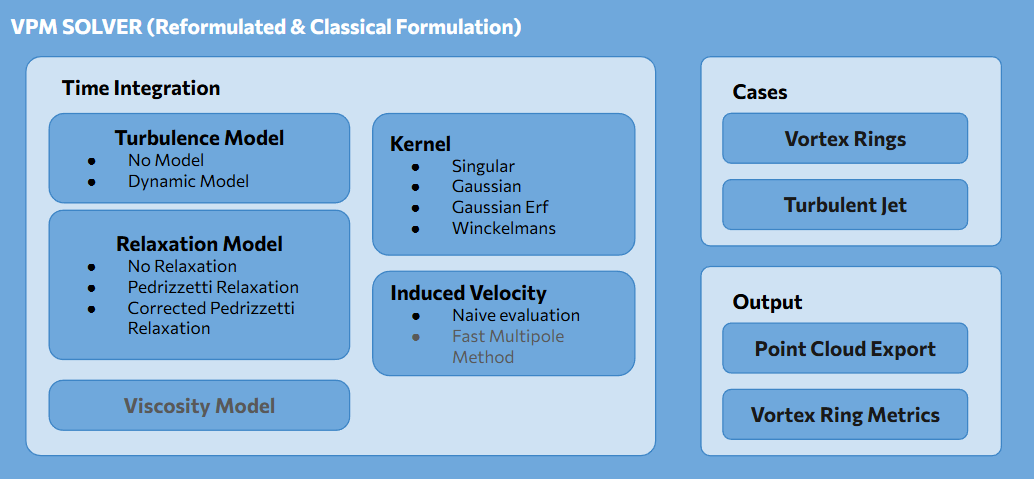 VPM SOLVER (Reformulated & Classical Formulation)
Time Integration
Turbulence Model
● No Model
● Dynamic Model
Relaxation Model
● No Relaxation
● Pedrizzetti Relaxation
● Corrected Pedrizzetti
Relaxation
Viscosity Model
Kernel
● Singular
● Gaussian
● Gaussian Erf
● Winckelmans
Induced Velocity
● Naive evaluation
● Fast Multipole
Method
Cases
Vortex Rings
Turbulent Jet
Output
Point Cloud Export
Vortex Ring Metrics